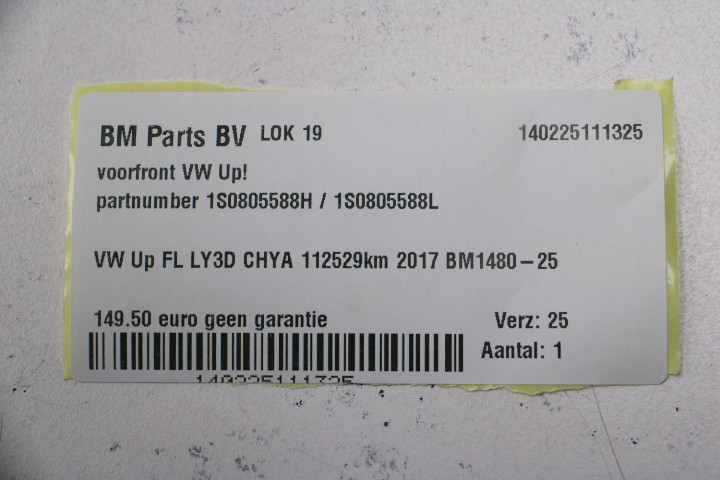 BM Parts BV LOK 19 140225111325
voorfront VW Up!
partnumber 1S0805588H / 1S0805588L
VW Up FL LY3D CHYA 112529km 2017 BM1480-25
149.50 euro geen garantie Verz: 25
Aantal: 1
140225111325